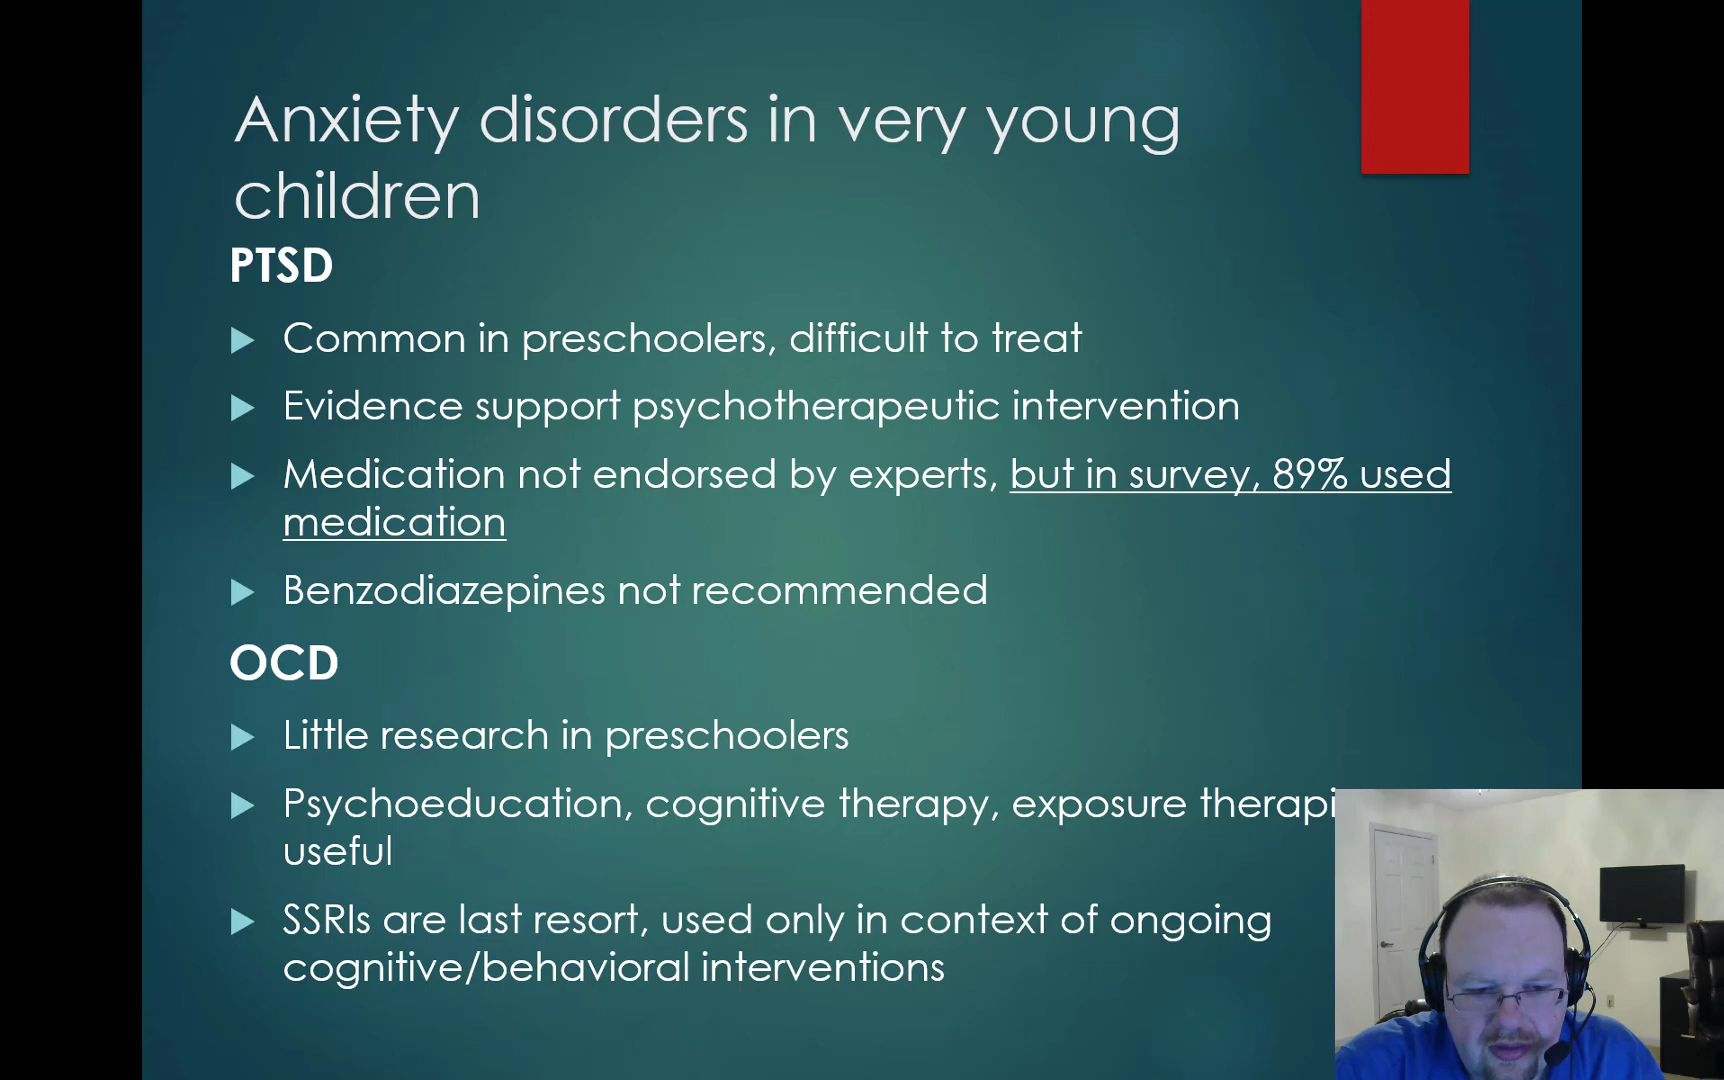 Anxiety disorders in very young
children
PTSD
Common in preschoolers, difficult to treat
Evidence support psychotherapeutic intervention
Medication not endorsed by experts, but in survey, 89% used
medication
Benzodiazepines not recommended
OCD
Little research in preschoolers
Psychoeducation, cognitive therapy, exposure therapi
useful
SSRIs are last resort, used only in context of ongoing
cognitive/behavioral interventions